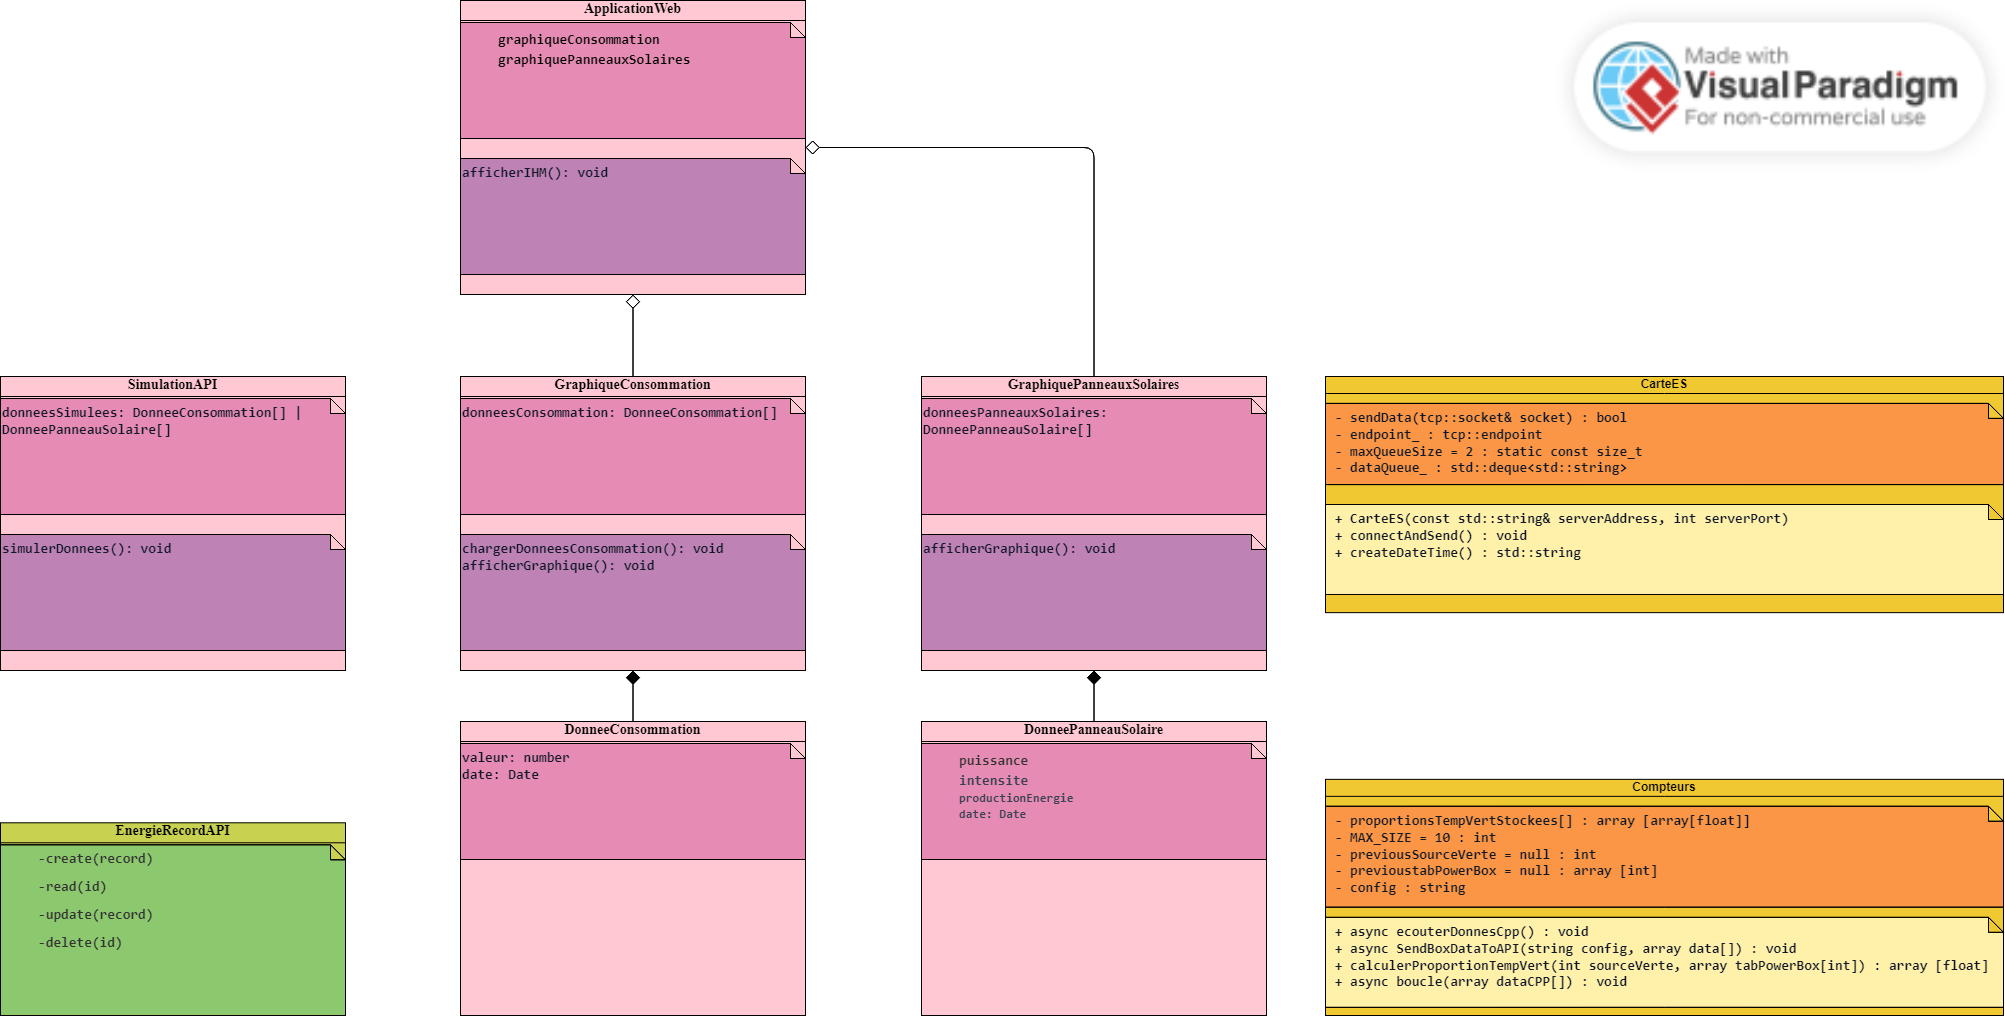 ApplicationWeb
graphiqueConsommation
graphiquePanneauxSolaires
afficherIHM(): void
Made with
Visual Paradigm
For non-commercial use
SimulationAPI
donneesSimulees: DonneeConsommation[] |
DonneePanneauSolaire[]
simulerDonnees(): void
GraphiqueConsommation
donneesConsommation: DonneeConsommation[]
chargerDonneesConsommation(): void
afficherGraphique(): void
GraphiquePanneauxSolaires
donneesPanneauxSolaires:
DonneePanneauSolaire[]
afficherGraphique(): void
CarteES
- sendData(tcp::socket& socket) : bool
- endpoint_ : tcp::endpoint
- maxQueueSize = 2 : static const size_t
- dataQueue_ : std::deque<std::string>
+ CarteES(const std::string& serverAddress, int serverPort)
+ connectAndSend() : void
+ createDateTime() : std::string
EnergieRecordAPI
-create(record)
-read(id)
-update(record)
-delete(id)
DonneeConsommation
valeur: number
date: Date
DonneePanneauSolaire
puissance
intensite
productionEnergie
date: Date
Compteurs
- proportionsTempVertStockees[] : array [array[float]]
- MAX_SIZE = 10 : int
- previousSourceVerte = null : int
- previoustabPowerBox = null : array [int]
- config : string
+ async ecouterDonnesCpp() : void
+ async SendBoxDataToAPI(string config, array data[]) : void
+ calculerProportionTempVert(int sourceVerte, array tabPowerBox[int]) : array [float]
+ async boucle(array dataCPP[]) : void